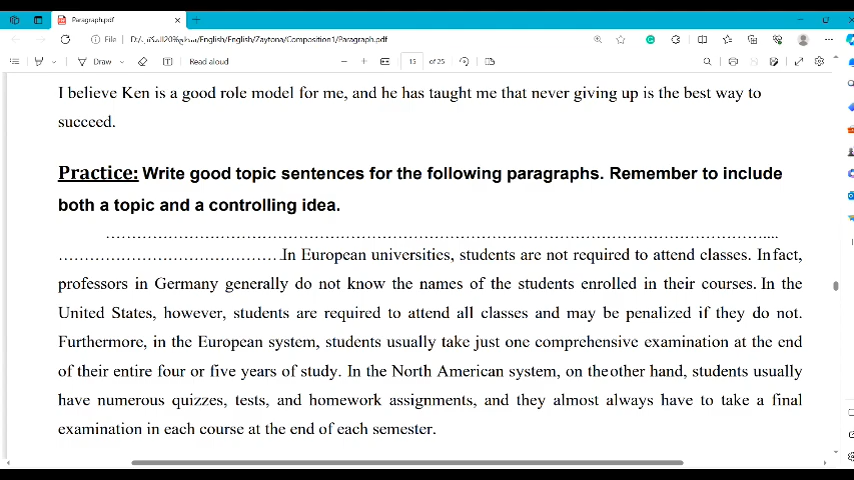 Paragraph.pdf
File
English/English/Zaytona/Composition1/Paragraph.pdf
Draw
Read aloud
13 of 25
I believe Ken is a good role model for me, and he has taught me that never giving up is the best way to
succeed.
Practice: Write good topic sentences for the following paragraphs. Remember to include
both a topic and a controlling idea.
In European universities, students are not required to attend classes. In fact,
professors in Germany generally do not know the names of the students enrolled in their courses. In the
United States, however, students are required to attend all classes and may be penalized if they do not.
Furthermore, in the European system, students usually take just one comprehensive examination at the end
of their entire four or five years of study. In the North American system, on theother hand, students usually
have numerous quizzes, tests, and homework assignments, and they almost always have to take a final
examination in each course at the end of each semester.